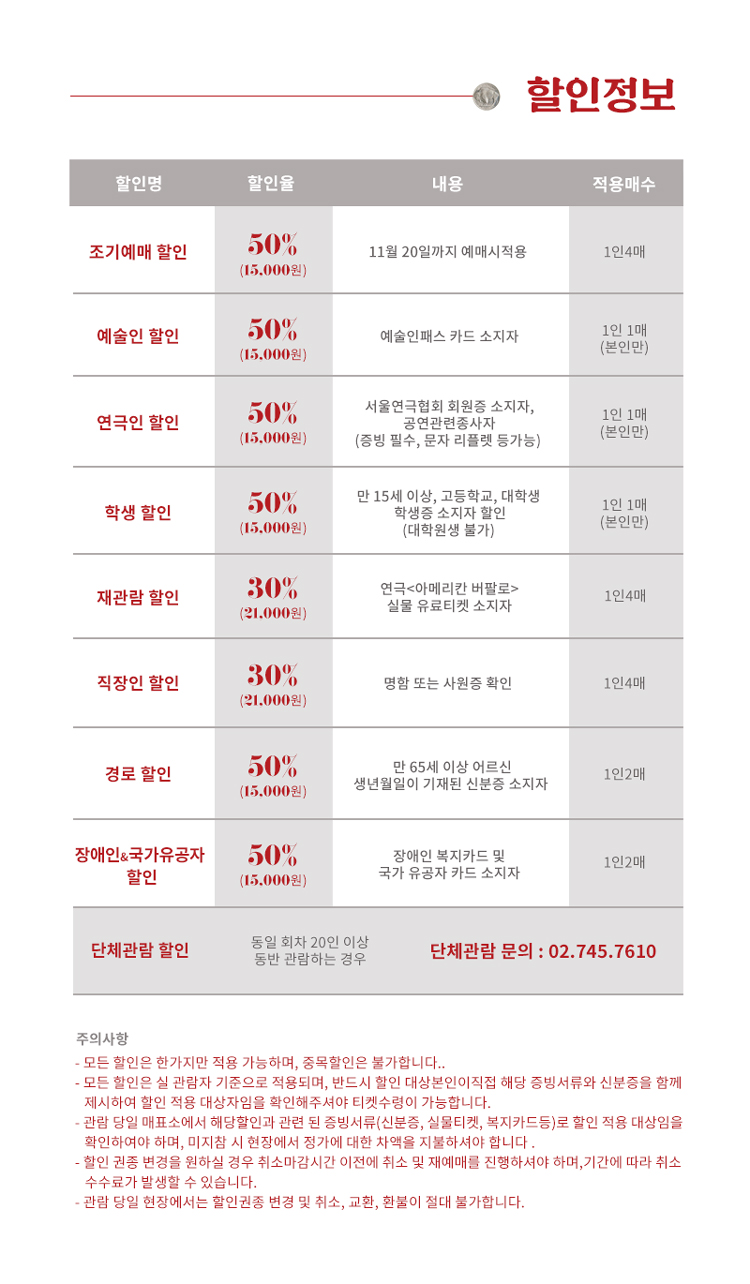 할인정보
할인명 할인율 내용 적용매수
조기예매 할인
50%
(15,000원)
11월 20일까지 예매시적용
1인4매
예술인 할인
50%
(15,000원)
예술인패스 카드 소지자
1인 1매
(본인만)
연극인 할인
50%
(15,000원)
서울연극협회 회원증 소지자,
공연관련종사자
(증빙 필수, 문자 리플렛 등가능)
1인 1매
(본인만)
학생 할인
50%
(15,000원)
만 15세 이상, 고등학교, 대학생
학생증 소지자 할인
(대학원생 불가)
1인 1매
(본인만)
재관람 할인
30%
(21,000원)
연극<아메리칸 버팔로>
실물 유료티켓 소지자
1인4매
직장인 할인
30%
(21,000원)
명함 또는 사원증 확인
1인4매
경로 할인
50%
(15,000원)
만 65세 이상 어르신
생년월일이 기재된 신분증 소지자
1인2매
장애인&국가유공자
할인
50%
(15,000원)
장애인 복지카드 및
국가 유공자 카드 소지자
1인2매
단체관람 할인
동일 회차 20인 이상
동반 관람하는 경우
단체관람 문의 : 02.745.7610
주의사항
- 모든 할인은 한가지만 적용 가능하며, 중목할인은 불가합니다..
- 모든 할인은 실 관람자 기준으로 적용되며, 반드시 할인 대상본인이직접 해당 증빙서류와 신분증을 함께
제시하여 할인 적용 대상자임을 확인해주셔야 티켓수령이 가능합니다.
- 관람 당일 매표소에서 해당할인과 관련 된 증빙서류(신분증, 실물티켓, 복지카드등)로 할인 적용 대상임을
확인하여야 하며, 미지참 시 현장에서 정가에 대한 차액을 지불하셔야 합니다 .
- 할인 권종 변경을 원하실 경우 취소마감시간 이전에 취소 및 재예매를 진행하셔야 하며,기간에 따라 취소
수수료가 발생할 수 있습니다.
- 관람 당일 현장에서는 할인권종 변경 및 취소, 교환, 환불이 절대 불가합니다.